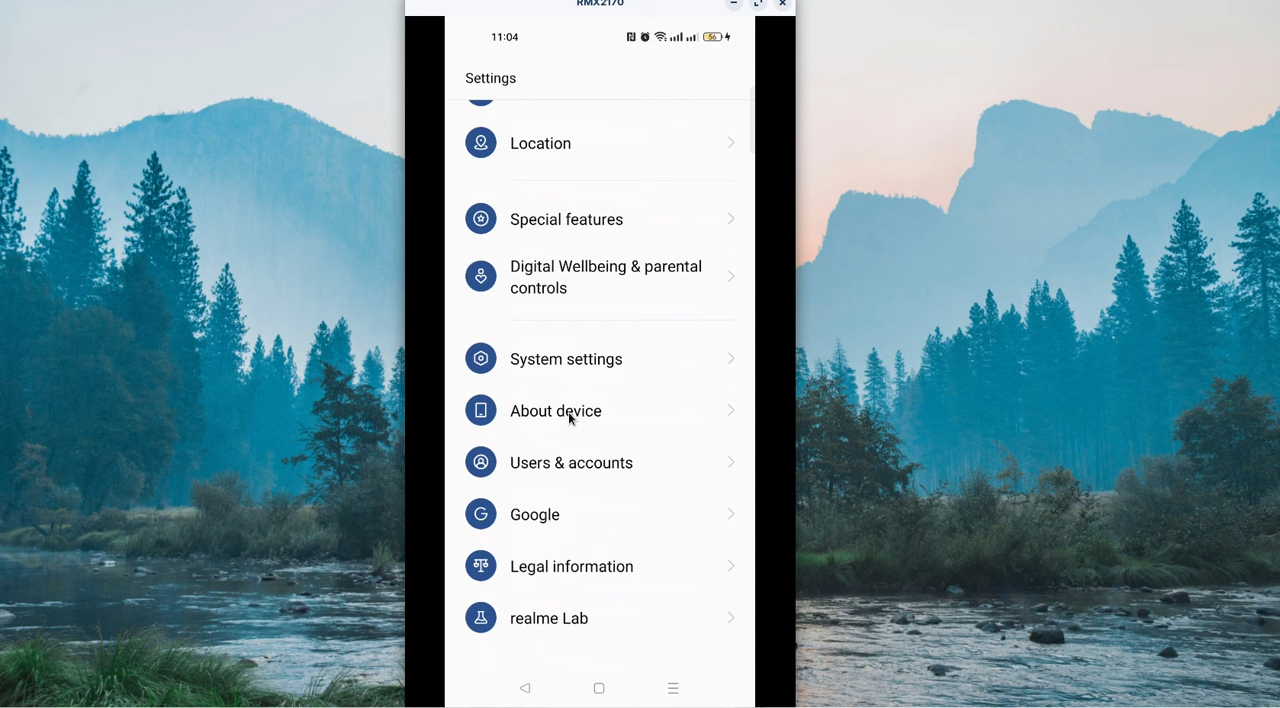 RMX2170
11:04
56
Settings
Location
Special features
Digital Wellbeing & parental
controls
System settings
About device
Users & accounts
Google
Legal information
realme Lab